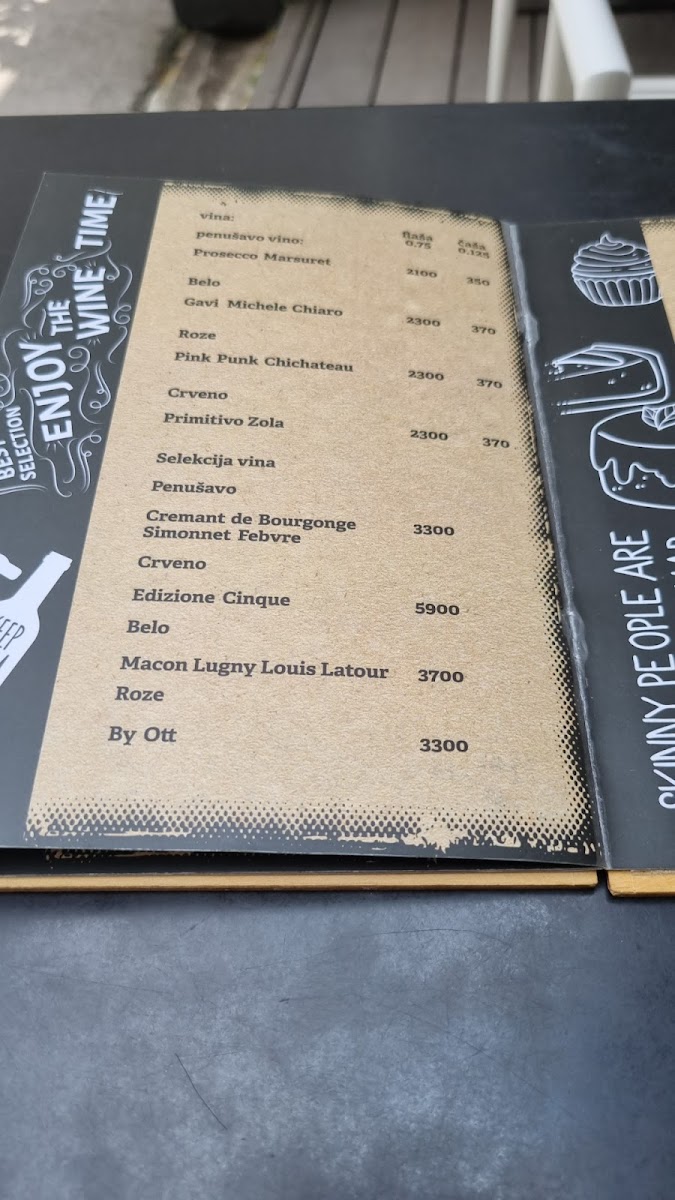 BEST
SELECTION
ENJOY
THE
WINE TIME
vina:
penušavo vino:
flaša
0.75
čaša
0.125
Prosecco Marsuret 2100 350
Belo
Gavi Michele Chiaro 2300 370
Roze
Pink Punk Chichateau 2300 370
Crveno
Primitivo Zola 2300 370
Selekcija vina
Penušavo
Cremant de Bourgonge
Simonnet Febvre 3300
Crveno
Edizione Cinque 5900
Belo
Macon Lugny Louis Latour 3700
Roze
By Ott 3300
SKINNY PEOPLE ARE